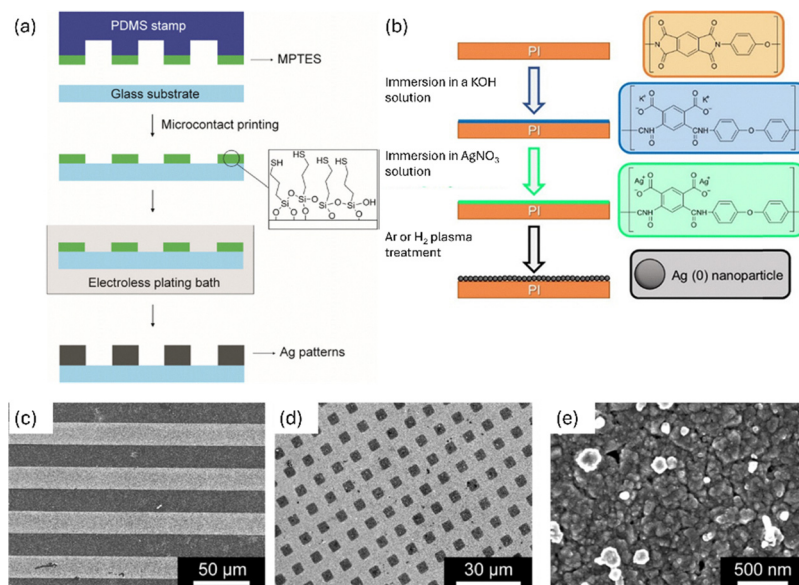 (a)
PDMS stamp
MPTES
Glass substrate
Microcontact printing
SH
HS
HS
HS
Si
O
Si
O
Si
O
Si
OH
O
O
O
O
O
O
Electroless plating bath
Ag patterns
(b)
PI
Immersion in a KOH
solution
PI
Immersion in AgNO₃
solution
PI
Ar or H₂ plasma
treatment
PI
O
O
N
N
O
O
O
K⁺
O
O
K⁺
⁻O
O⁻
CNH
CNH
O
O
O
O
Ag⁺
O
O
Ag⁺
⁻O
O⁻
CNH
CNH
O
O
O
O
Ag (0) nanoparticle
(c)
50 µm
(d)
30 µm
(e)
500 nm